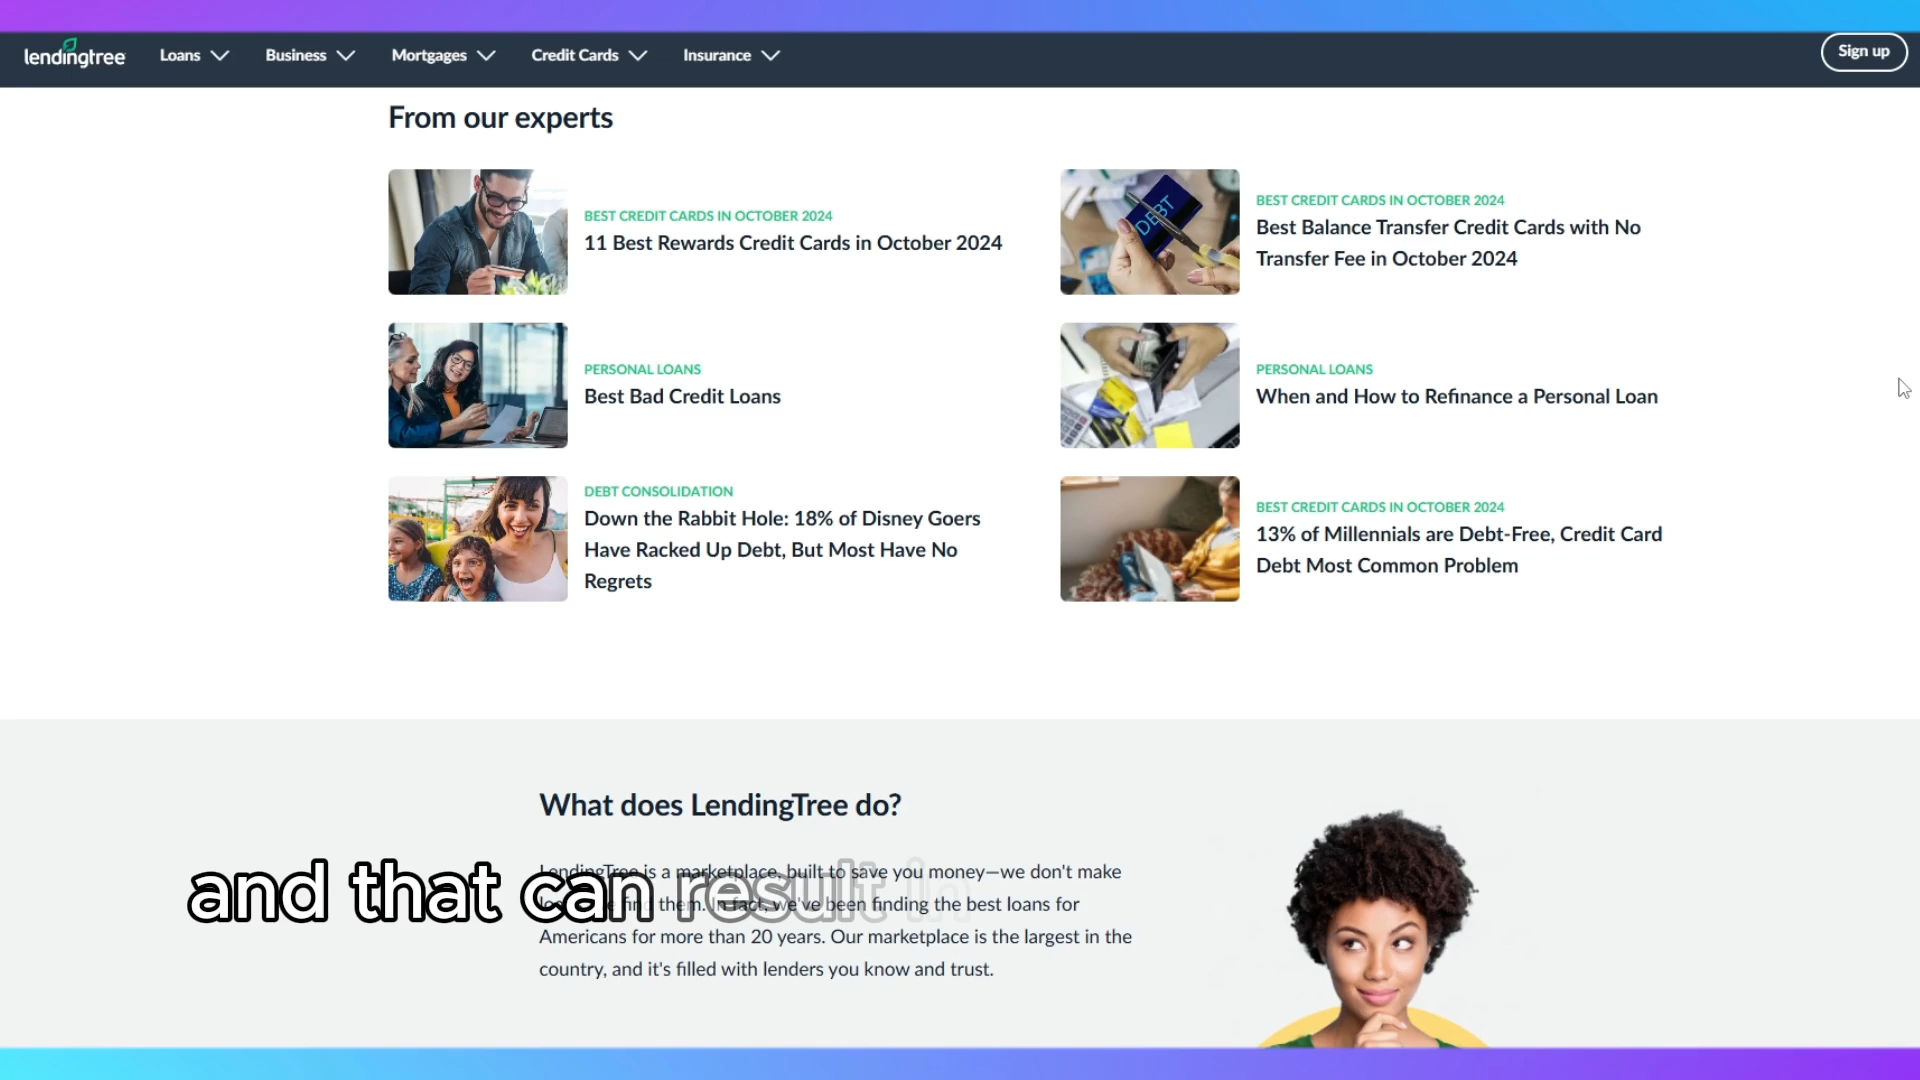 lendingtree
Loans
Business
Mortgages
Credit Cards
Insurance
Sign up
From our experts
BEST CREDIT CARDS IN OCTOBER 2024
11 Best Rewards Credit Cards in October 2024
BEST CREDIT CARDS IN OCTOBER 2024
Best Balance Transfer Credit Cards with No
Transfer Fee in October 2024
DEBT
PERSONAL LOANS
Best Bad Credit Loans
PERSONAL LOANS
When and How to Refinance a Personal Loan
DEBT CONSOLIDATION
Down the Rabbit Hole: 18% of Disney Goers
Have Racked Up Debt, But Most Have No
Regrets
BEST CREDIT CARDS IN OCTOBER 2024
13% of Millennials are Debt-Free, Credit Card
Debt Most Common Problem
What does LendingTree do?
LendingTree is a marketplace, built to save you money—we don't make
find them. In fact, we've been finding the best loans for
Americans for more than 20 years. Our marketplace is the largest in the
country, and it's filled with lenders you know and trust.
and that can result in